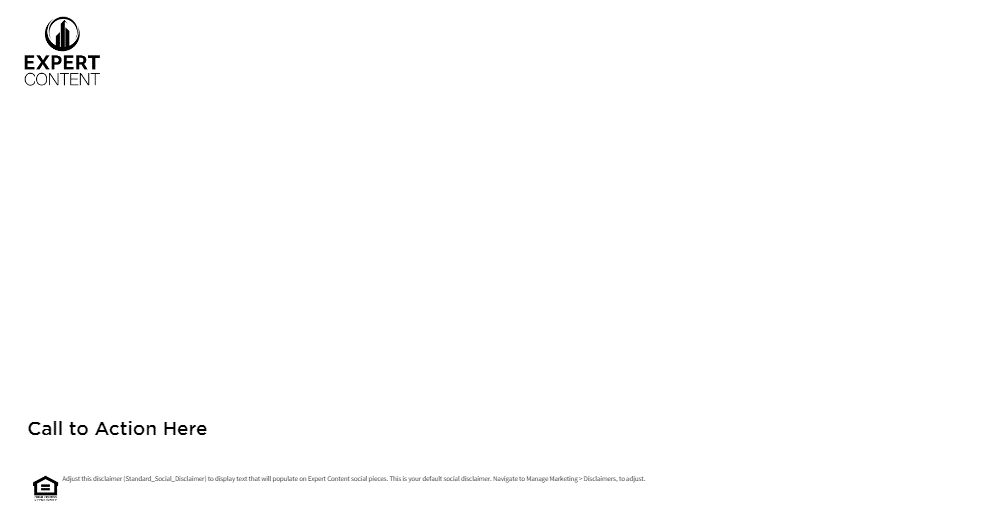 EXPERT
CONTENT
Call to Action Here
Adjust this disclaimer (Standard_Social_Disclaimer) to display text that will populate on Expert Content social pieces. This is your default social disclaimer. Navigate to Manage Marketing > Disclaimers, to adjust.